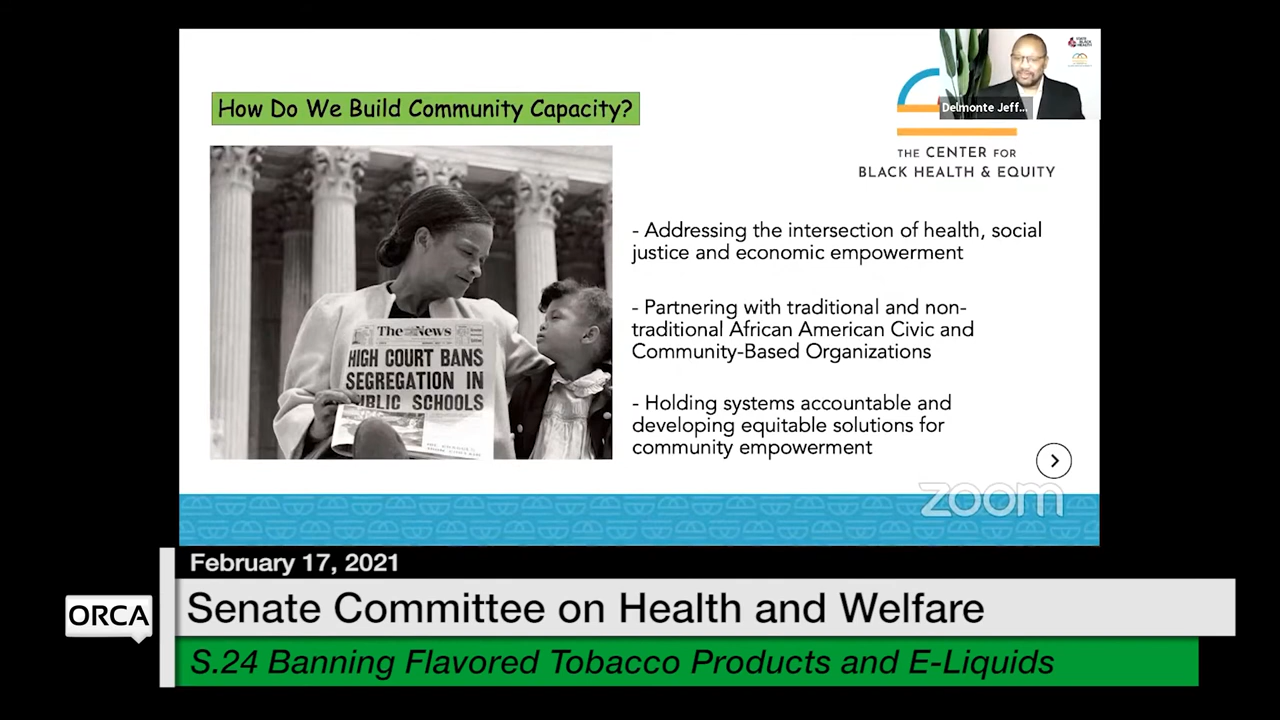 Delmonte Jeff...
How Do We Build Community Capacity?
THE CENTER FOR
BLACK HEALTH & EQUITY
- Addressing the intersection of health, social
justice and economic empowerment
- Partnering with traditional and non-
traditional African American Civic and
Community-Based Organizations
- Holding systems accountable and
developing equitable solutions for
community empowerment
The News
HIGH COURT BANS
SEGREGATION IN
PUBLIC SCHOOLS
zoom
February 17, 2021
ORCA
Senate Committee on Health and Welfare
S.24 Banning Flavored Tobacco Products and E-Liquids